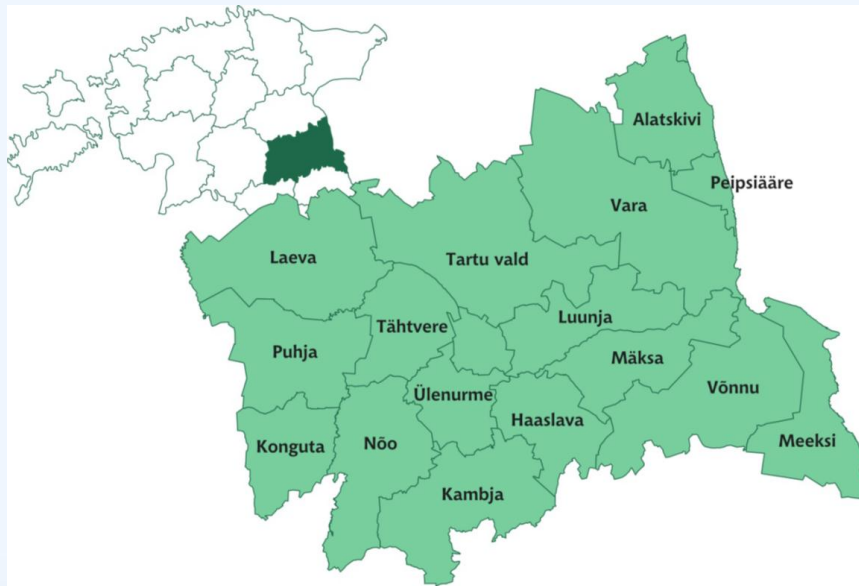 Alatskivi
Peipsiääre
Vara
Laeva
Tartu vald
Luunja
Tähtvere
Puhja
Mäksa
Võnnu
Ülenurme
Haaslava
Meeksi
Konguta
Nõo
Kambja